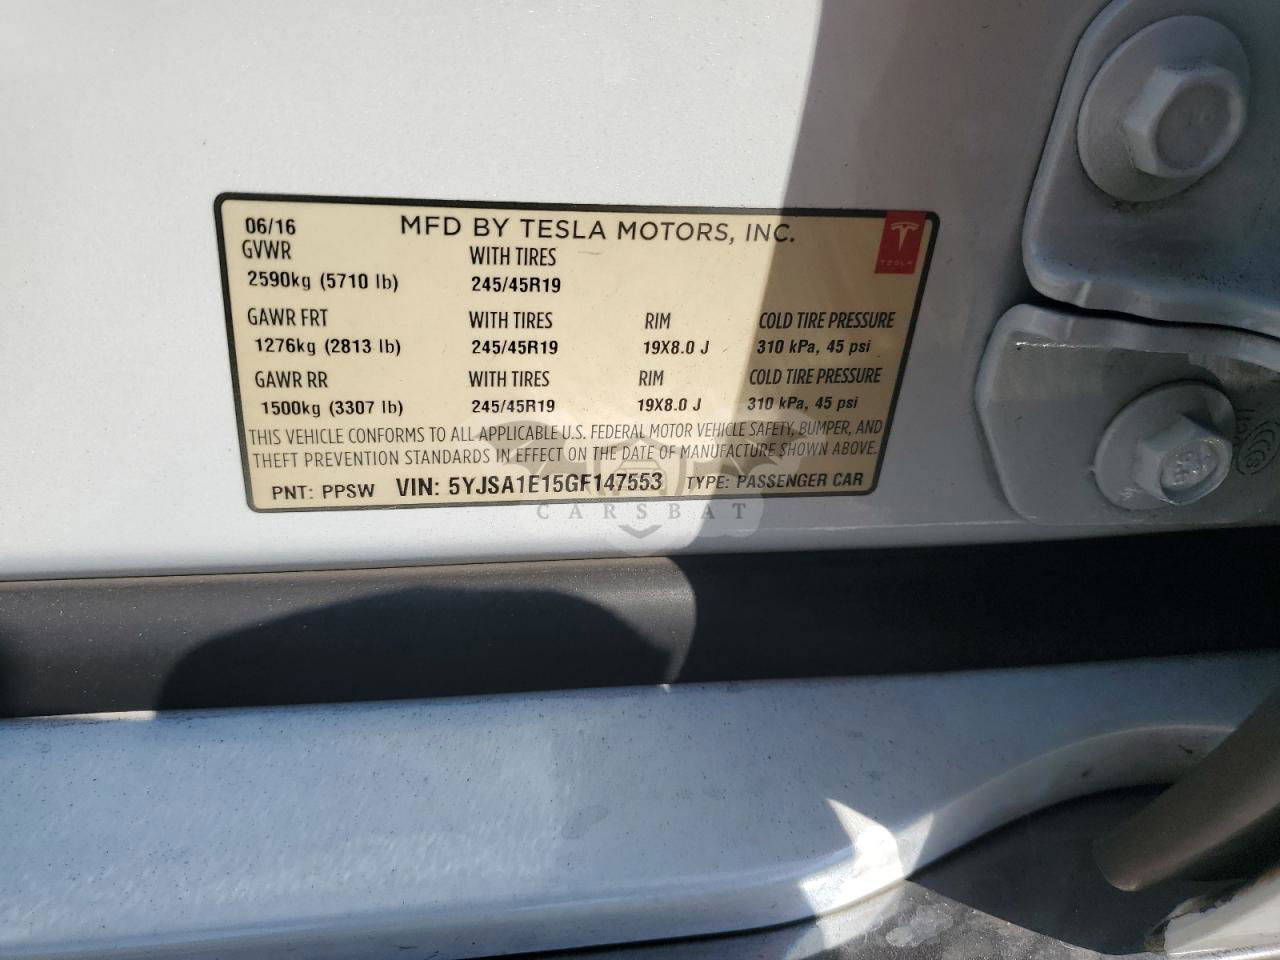 06/16 MFD BY TESLA MOTORS, INC.
TESLA
GVWR WITH TIRES
2590kg (5710 lb) 245/45R19
GAWR FRT WITH TIRES RIM COLD TIRE PRESSURE
1276kg (2813 lb) 245/45R19 19X8.0 J 310 kPa, 45 psi
GAWR RR WITH TIRES RIM COLD TIRE PRESSURE
1500kg (3307 lb) 245/45R19 19X8.0 J 310 kPa, 45 psi
THIS VEHICLE CONFORMS TO ALL APPLICABLE U.S. FEDERAL MOTOR VEHICLE SAFETY, BUMPER, AND
THEFT PREVENTION STANDARDS IN EFFECT ON THE DATE OF MANUFACTURE SHOWN ABOVE.
PNT: PPSW VIN: 5YJSA1E15GF147553 TYPE: PASSENGER CAR
CARSBAT